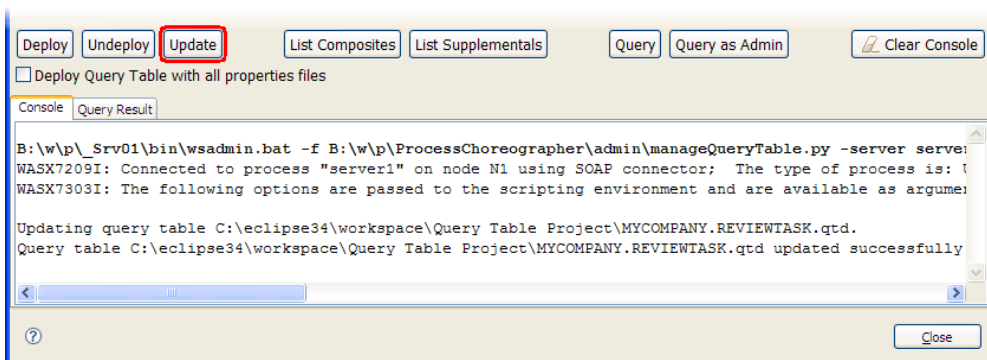 Deploy Undeploy Update List Composites List Supplementals Query Query as Admin Clear Console
Deploy Query Table with all properties files
Console Query Result
B:\w\p\_Srv01\bin\wsadmin.bat -f B:\w\p\ProcessChoreographer\admin\manageQueryTable.py -server server
WASX7209I: Connected to process "server1" on node N1 using SOAP connector; The type of process is:
WASX7303I: The following options are passed to the scripting environment and are available as argume
Updating query table C:\eclipse34\workspace\Query Table Project\MYCOMPANY.REVIEWTASK.qtd.
Query table C:\eclipse34\workspace\Query Table Project\MYCOMPANY.REVIEWTASK.qtd updated successfully
Close